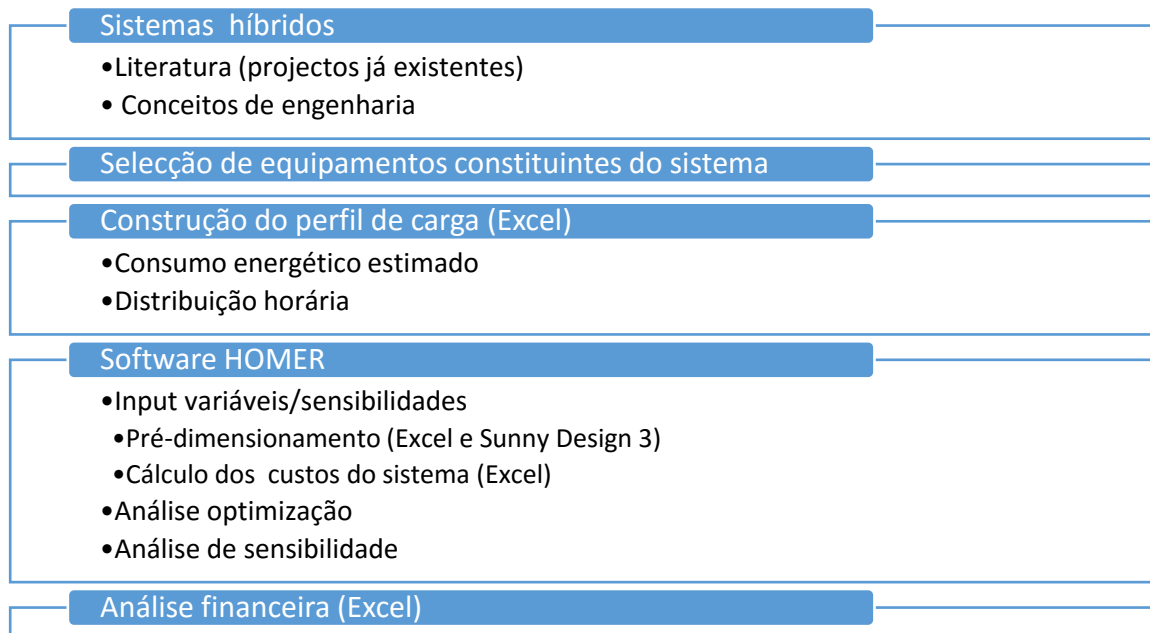 Sistemas híbridos
•Literatura (projectos já existentes)
• Conceitos de engenharia
Selecção de equipamentos constituintes do sistema
Construção do perfil de carga (Excel)
•Consumo energético estimado
•Distribuição horária
Software HOMER
•Input variáveis/sensibilidades
•Pré-dimensionamento (Excel e Sunny Design 3)
•Cálculo dos custos do sistema (Excel)
•Análise optimização
•Análise de sensibilidade
Análise financeira (Excel)